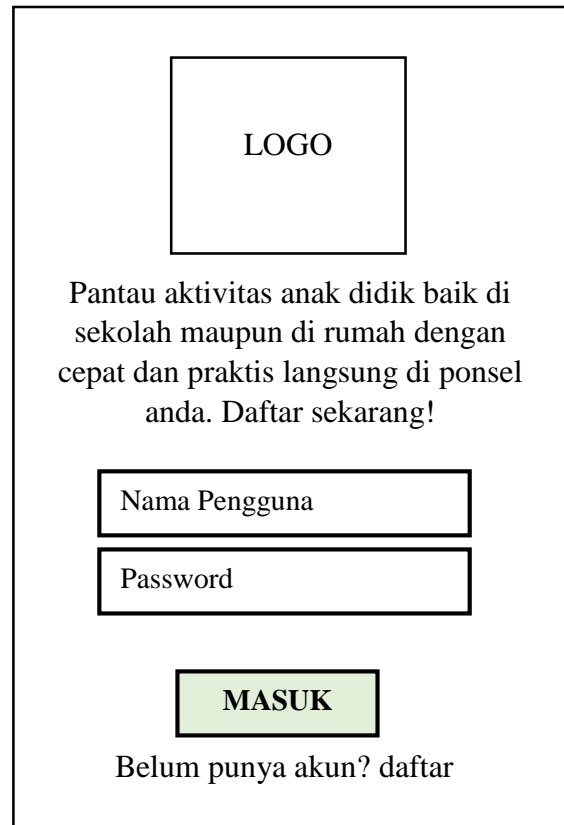 LOGO
Pantau aktivitas anak didik baik di
sekolah maupun di rumah dengan
cepat dan praktis langsung di ponsel
anda. Daftar sekarang!
Nama Pengguna
Password
MASUK
Belum punya akun? daftar